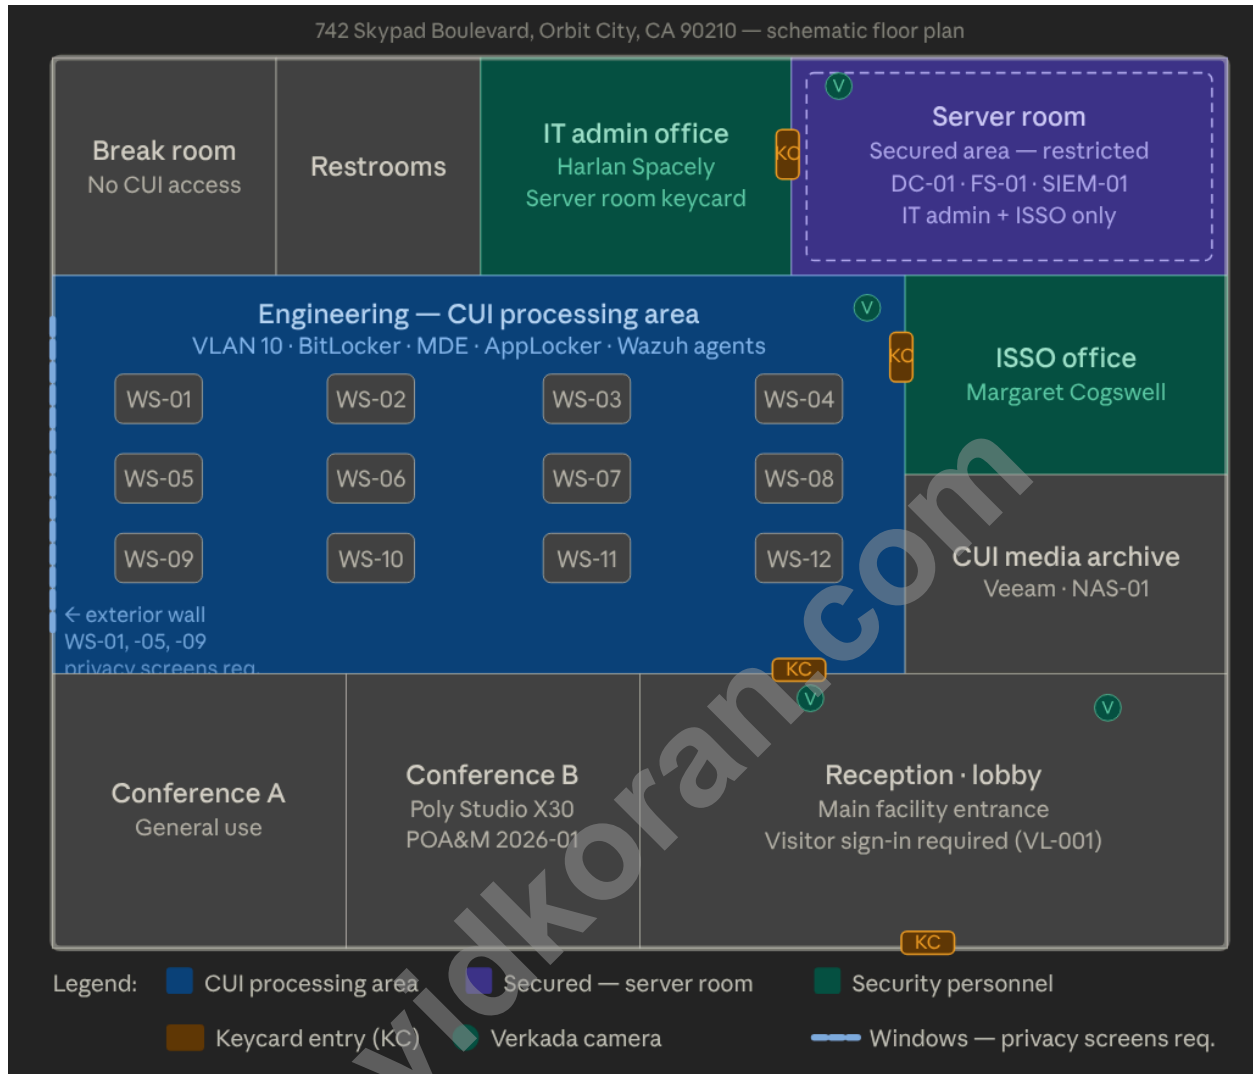 742 Skypad Boulevard, Orbit City, CA 90210 — schematic floor plan
Break room
No CUI access
Restrooms
IT admin office
Harlan Spacely
Server room keycard
KC
V
Server room
Secured area — restricted
DC-01 · FS-01 · SIEM-01
IT admin + ISSO only
Engineering — CUI processing area
VLAN 10 · BitLocker · MDE · AppLocker · Wazuh agents
V
KC
ISSO office
Margaret Cogswell
WS-01
WS-02
WS-03
WS-04
WS-05
WS-06
WS-07
WS-08
WS-09
WS-10
WS-11
WS-12
← exterior wall
WS-01, -05, -09
privacy screens req.
CUI media archive
Veeam · NAS-01
KC
V
V
Conference A
General use
Conference B
Poly Studio X30
POA&M 2026-01
Reception · lobby
Main facility entrance
Visitor sign-in required (VL-001)
KC
Legend:
CUI processing area
Secured — server room
Security personnel
Keycard entry (KC)
Verkada camera
Windows — privacy screens req.
vidkoran.com